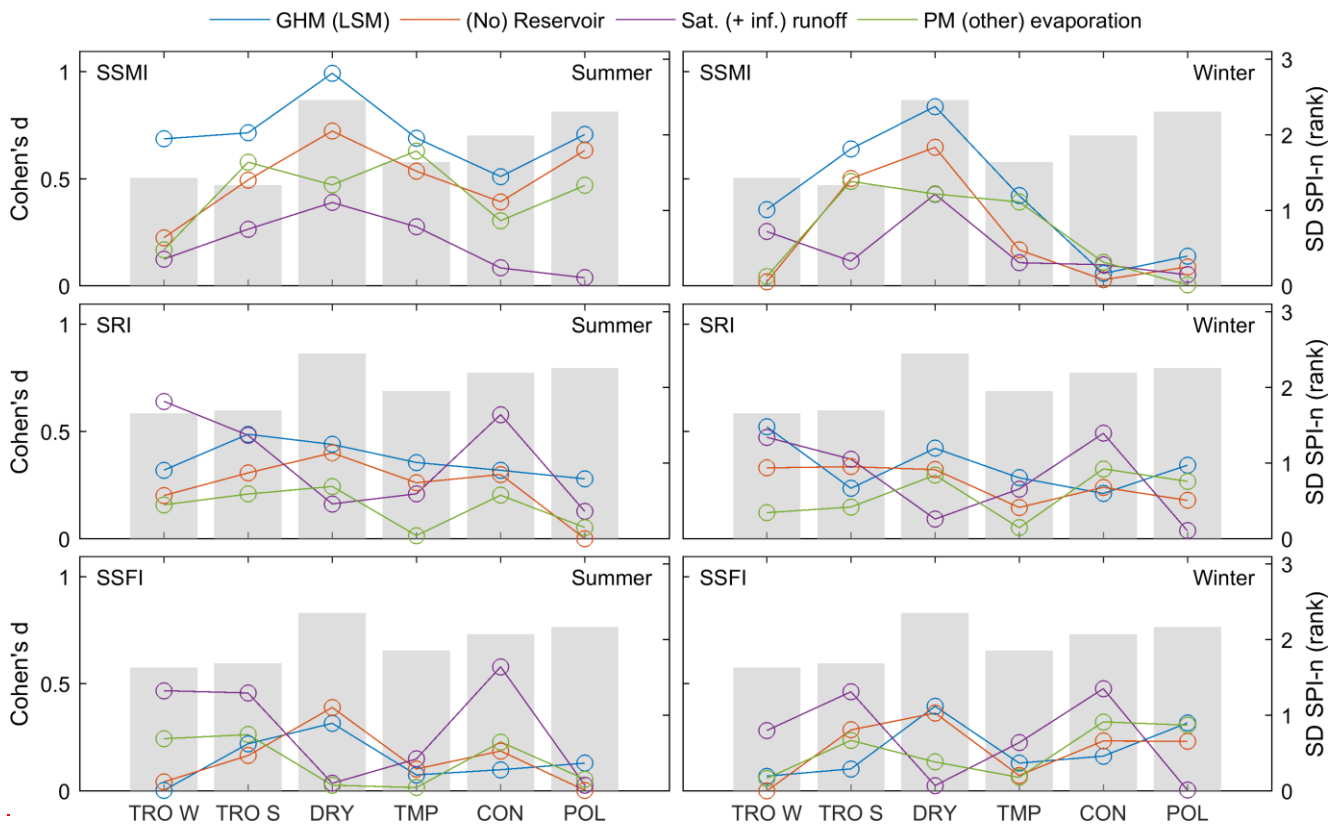 GHM (LSM) (No) Reservoir Sat. (+ inf.) runoff PM (other) evaporation
SSMI Summer
SSMI Winter
1
0.5
0
Cohen's d
3
2
1
0
SD SPI-n (rank)
SRI Summer
SRI Winter
1
0.5
0
Cohen's d
3
2
1
0
SD SPI-n (rank)
SSFI Summer
SSFI Winter
1
0.5
0
Cohen's d
3
2
1
0
SD SPI-n (rank)
TRO W TRO S DRY TMP CON POL
TRO W TRO S DRY TMP CON POL